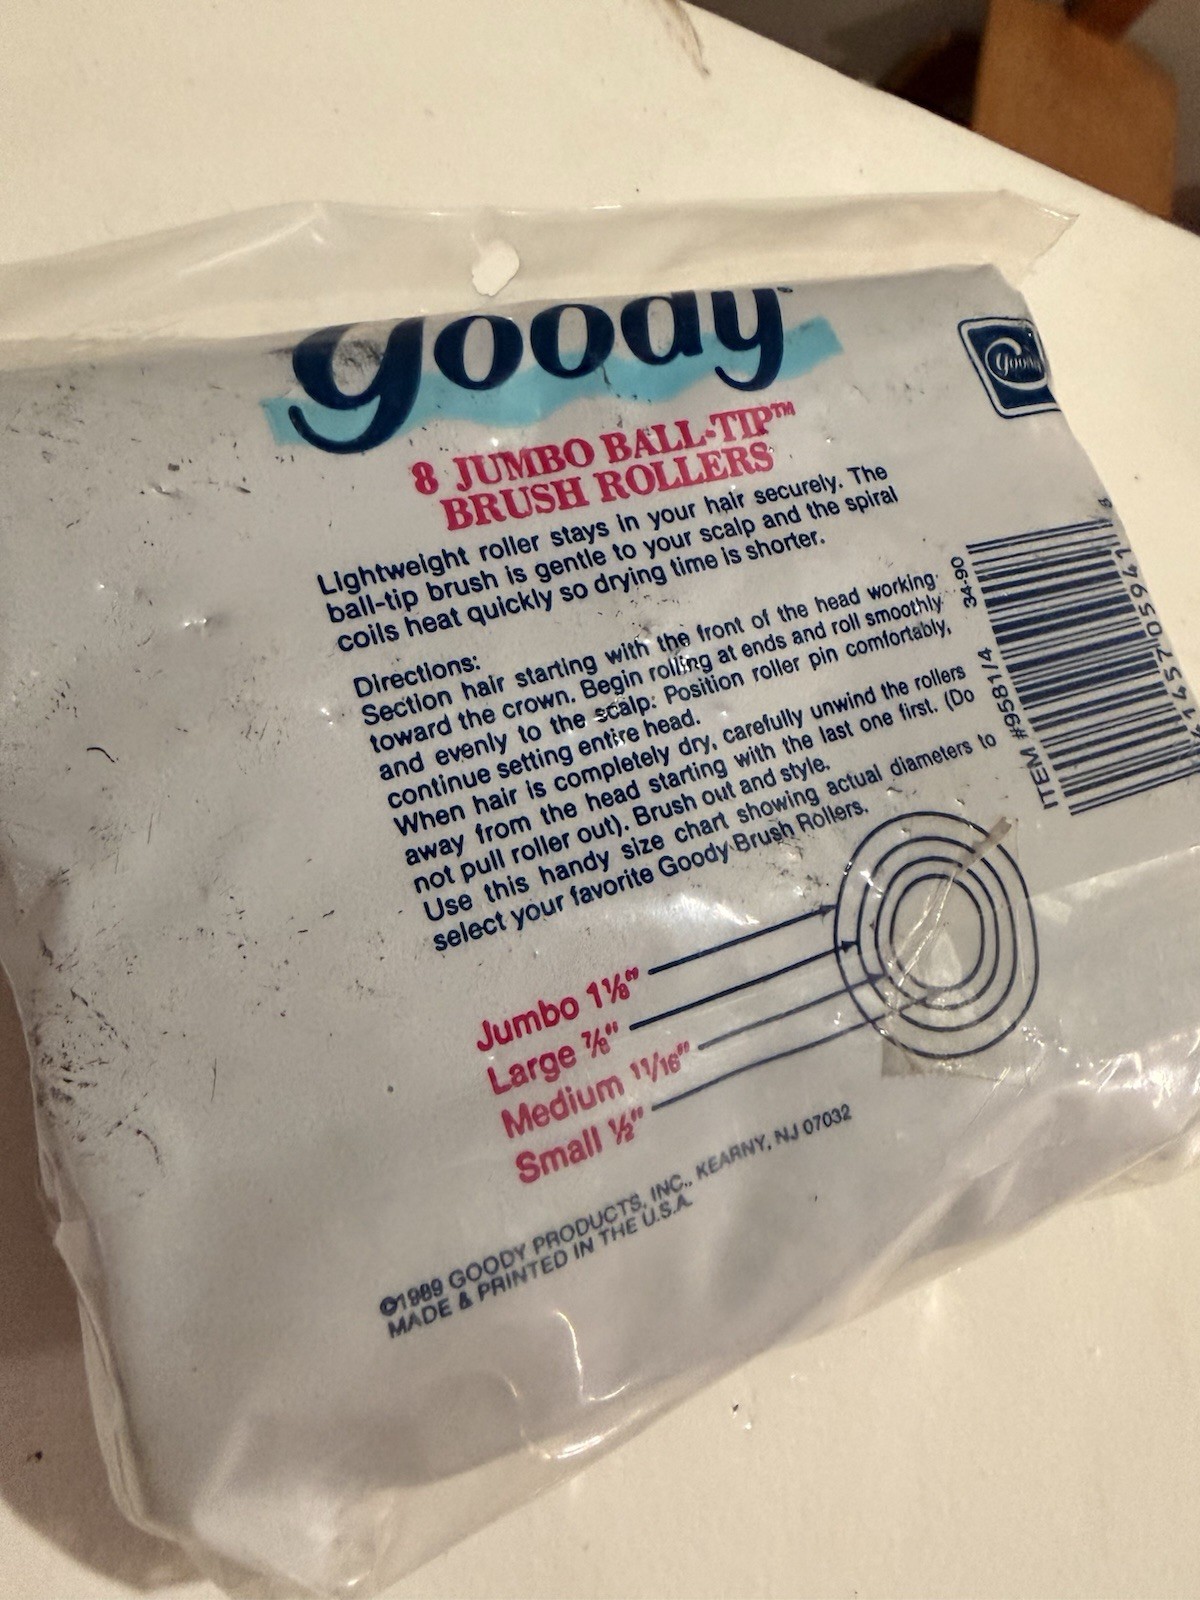 goody
8 JUMBO BALL-TIP™
BRUSH ROLLERS
Lightweight roller stays in your hair securely. The
ball-tip brush is gentle to your scalp and the spiral
coils heat quickly so drying time is shorter.
Directions:
Section hair starting with the front of the head working
toward the crown. Begin rolling at ends and roll smoothly
and evenly to the scalp: Position roller pin comfortably,
continue setting entire head.
When hair is completely dry, carefully unwind the rollers
away from the head starting with the last one first. (Do
not pull roller out). Brush out and style.
Use this handy size chart showing actual diameters to
select your favorite Goody Brush Rollers.
Jumbo 1⅛"
Large ⅞"
Medium 11/16"
Small ½"
©1989 GOODY PRODUCTS, INC., KEARNY, NJ 07032
MADE & PRINTED IN THE U.S.A.
Goody
34-90
ITEM #9581/4